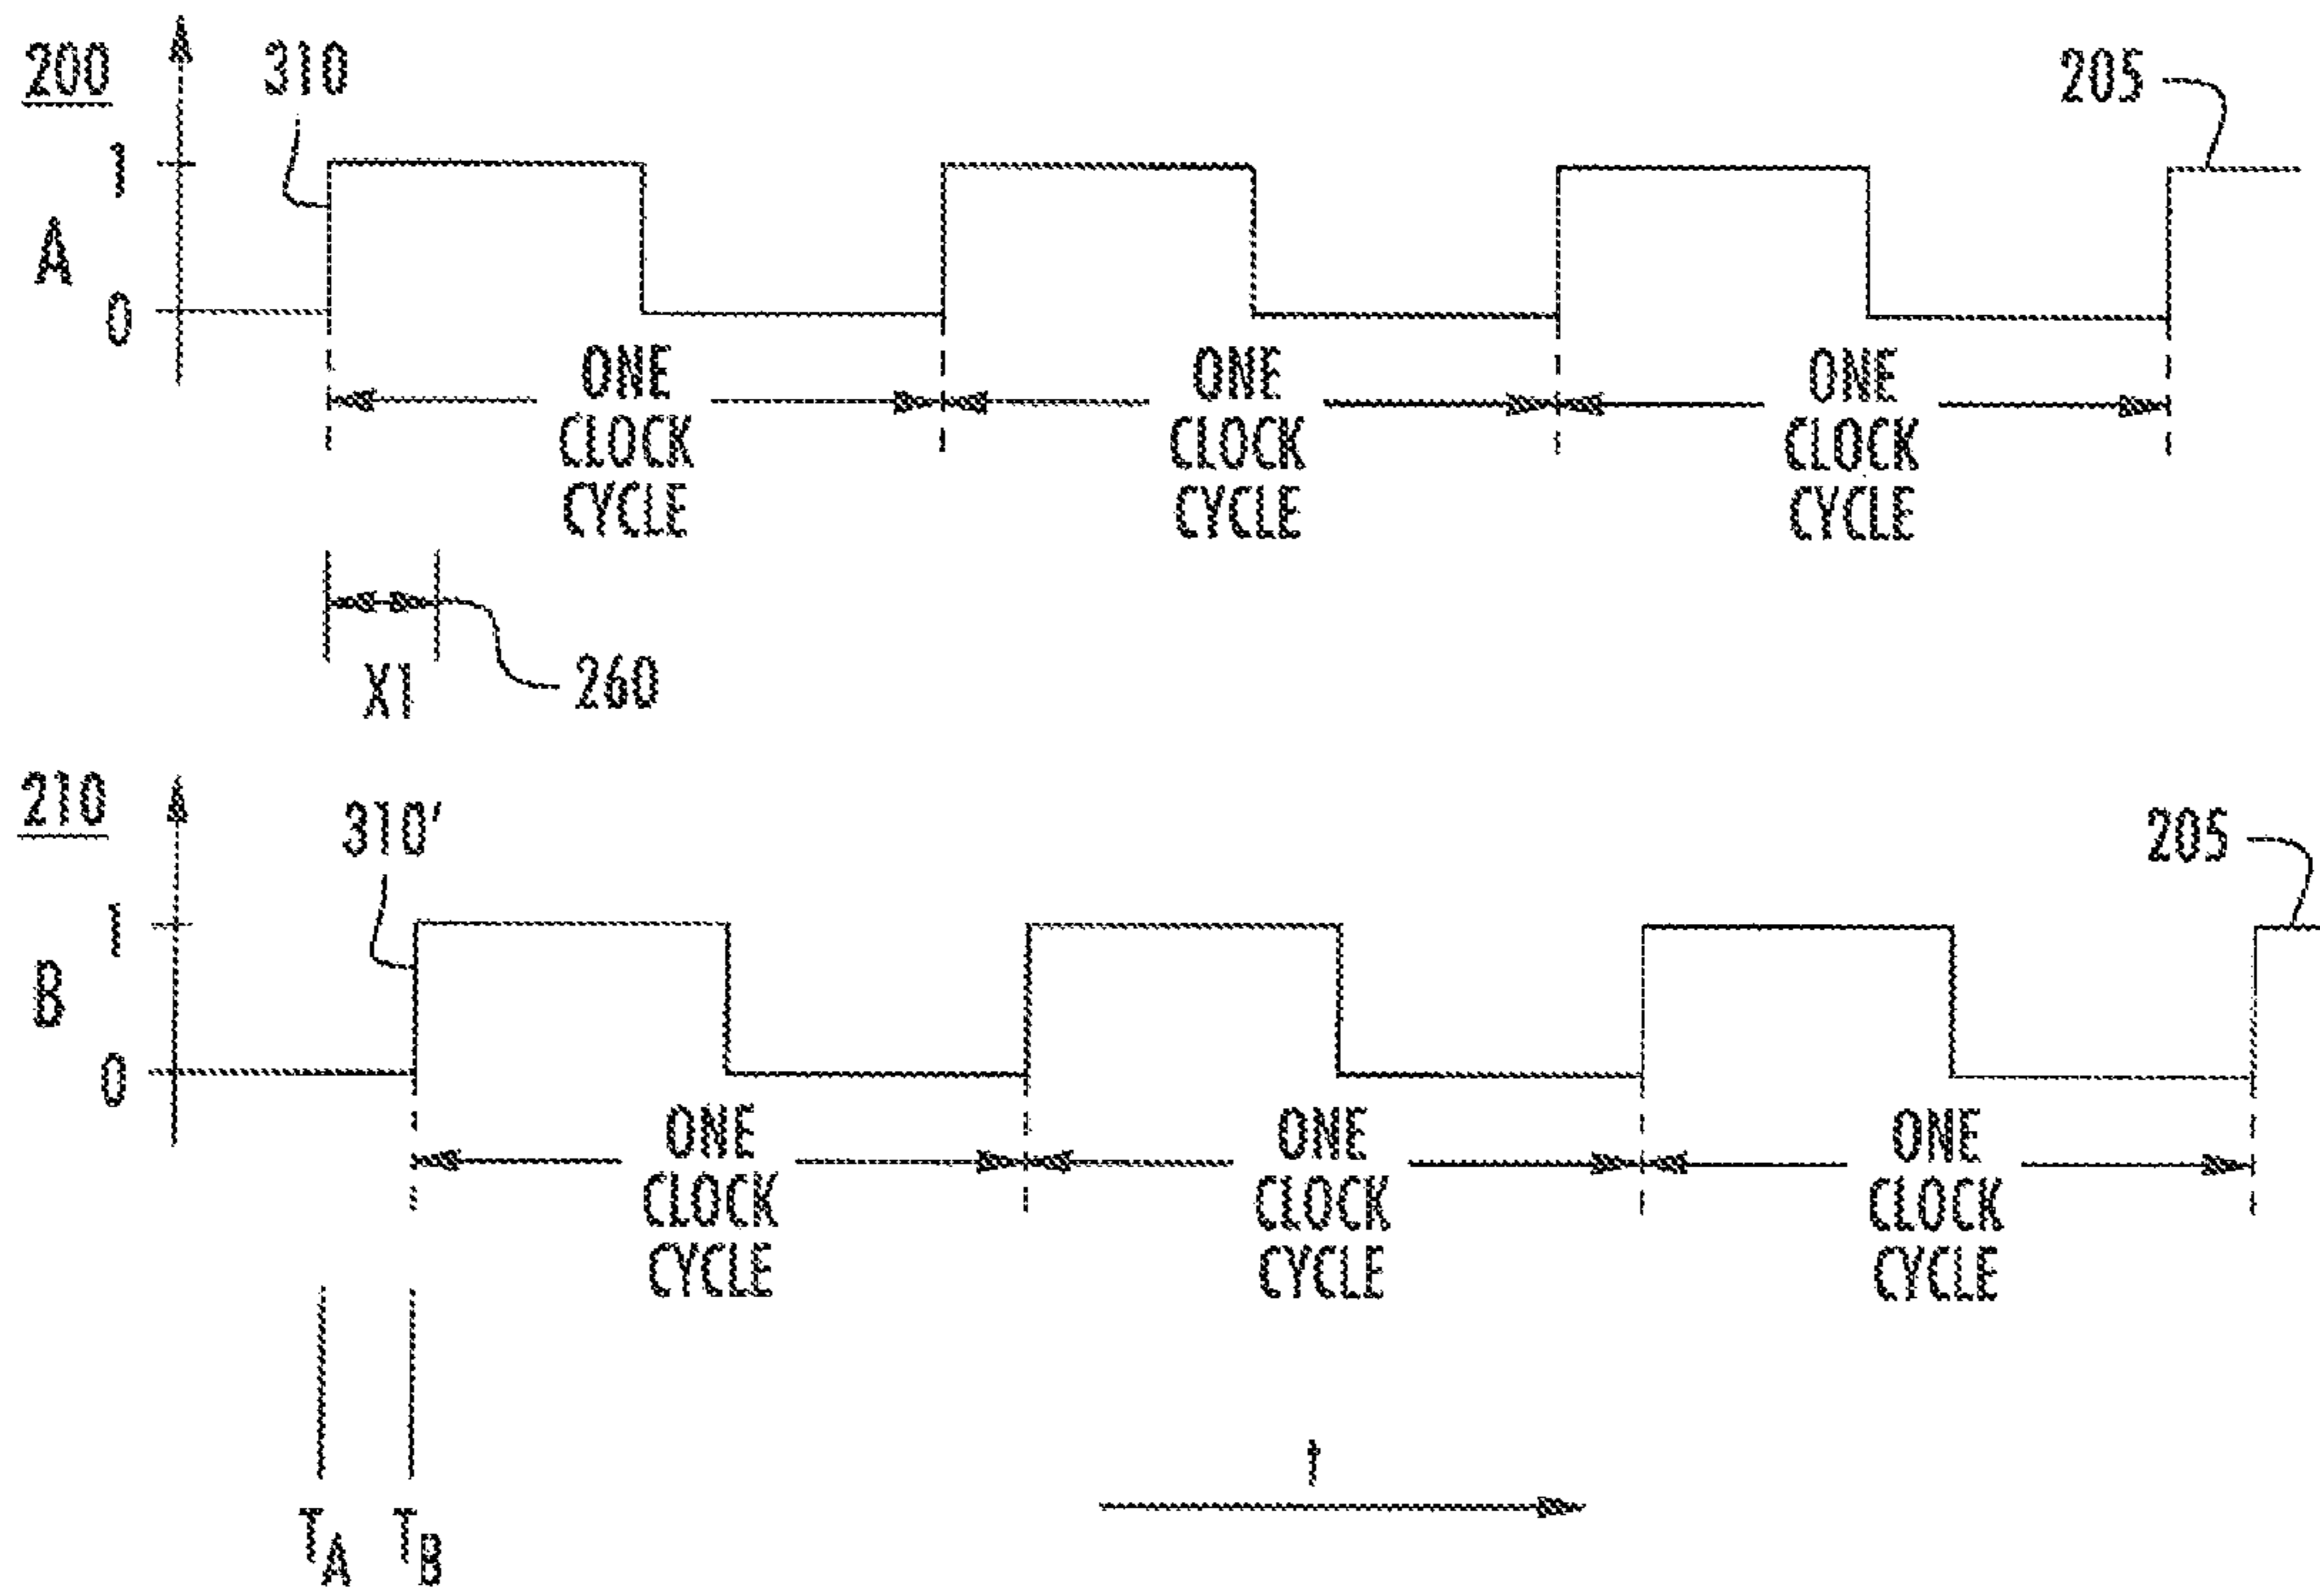 200
310
205
1
A
0
ONE CLOCK CYCLE
ONE CLOCK CYCLE
ONE CLOCK CYCLE
X1
260
210
310'
205
1
B
0
ONE CLOCK CYCLE
ONE CLOCK CYCLE
ONE CLOCK CYCLE
t
TA
TB